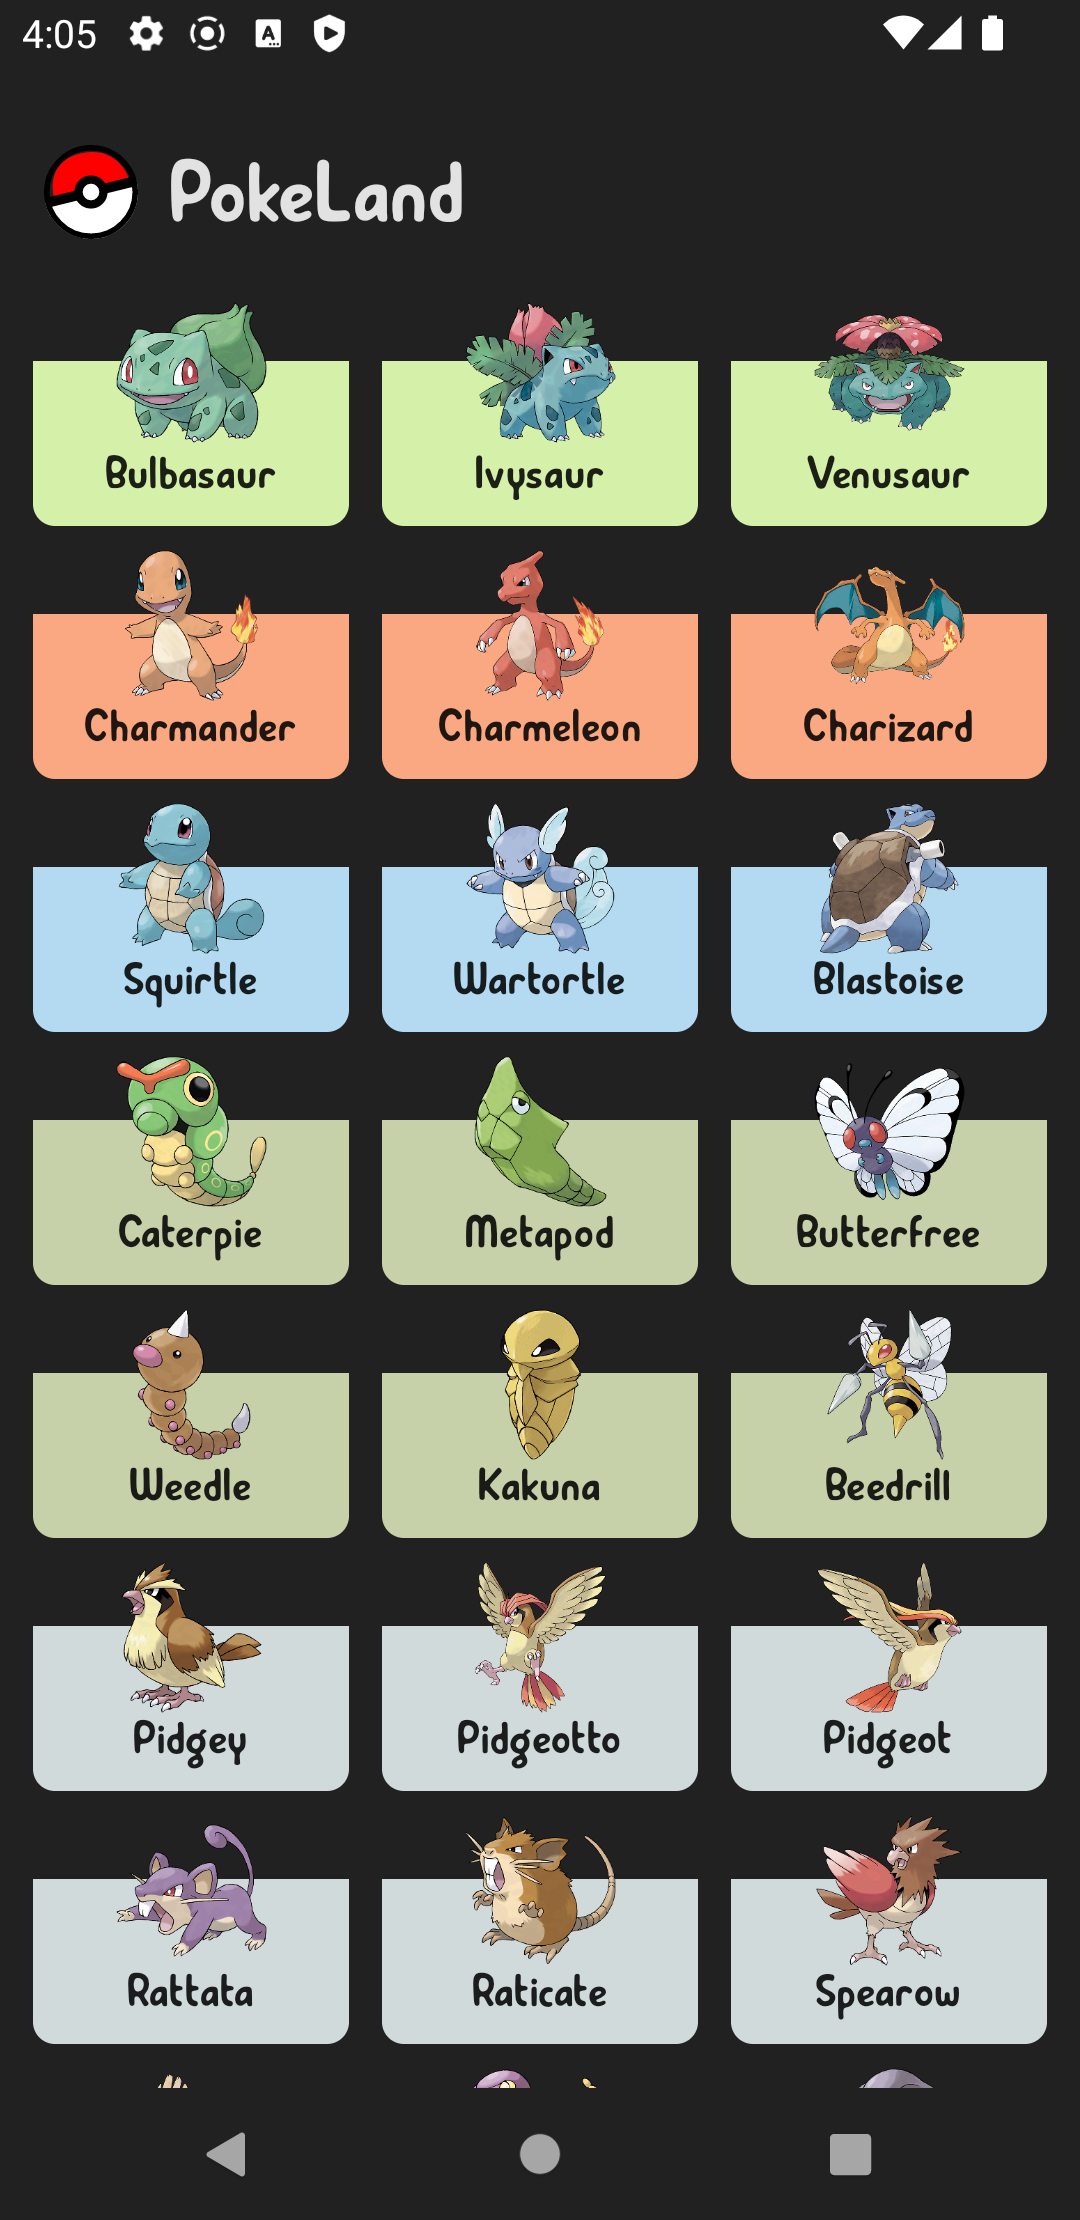 4:05
PokeLand
Bulbasaur
Ivysaur
Venusaur
Charmander
Charmeleon
Charizard
Squirtle
Wartortle
Blastoise
Caterpie
Metapod
Butterfree
Weedle
Kakuna
Beedrill
Pidgey
Pidgeotto
Pidgeot
Rattata
Raticate
Spearow